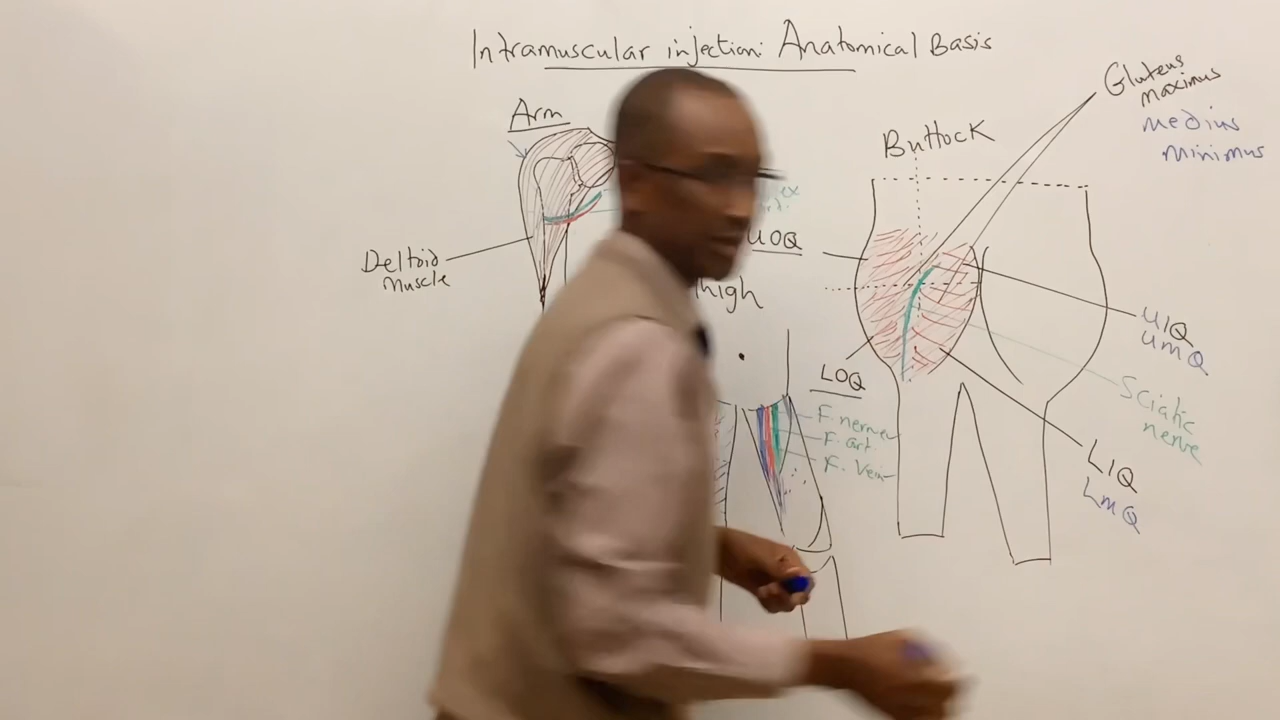 Intramuscular injection: Anatomical Basis
Arm
Deltoid
Muscle
UOQ
high
LOQ
F. nerve
F. art.
F. Vein
Buttock
Gluteus
maximus
medius
minimus
UIQ
UMQ
Sciatic
nerve
LIQ
LMQ